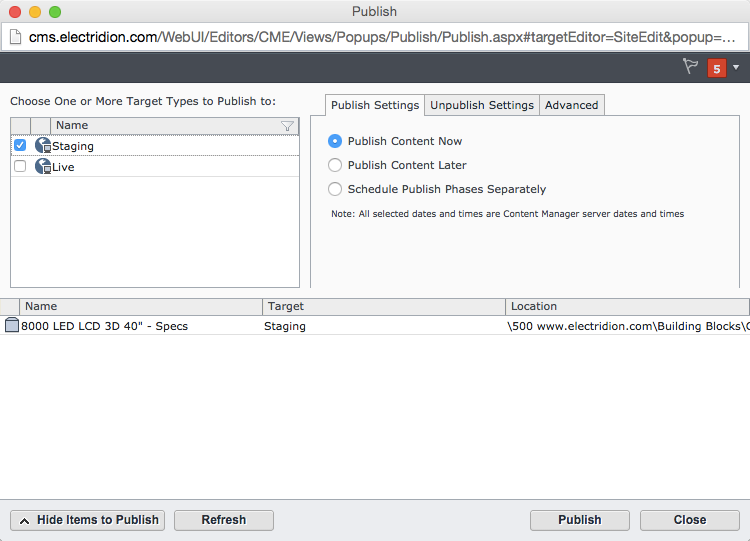 Publish
cms.electridion.com/WebUI/Editors/CME/Views/Popups/Publish/Publish.aspx#targetEditor=SiteEdit&popup=...
5
Choose One or More Target Types to Publish to:
Name
Staging
Live
Publish Settings
Unpublish Settings
Advanced
Publish Content Now
Publish Content Later
Schedule Publish Phases Separately
Note: All selected dates and times are Content Manager server dates and times
Name Target Location
8000 LED LCD 3D 40" - Specs Staging \500 www.electridion.com\Building Blocks\
Hide Items to Publish Refresh Publish Close